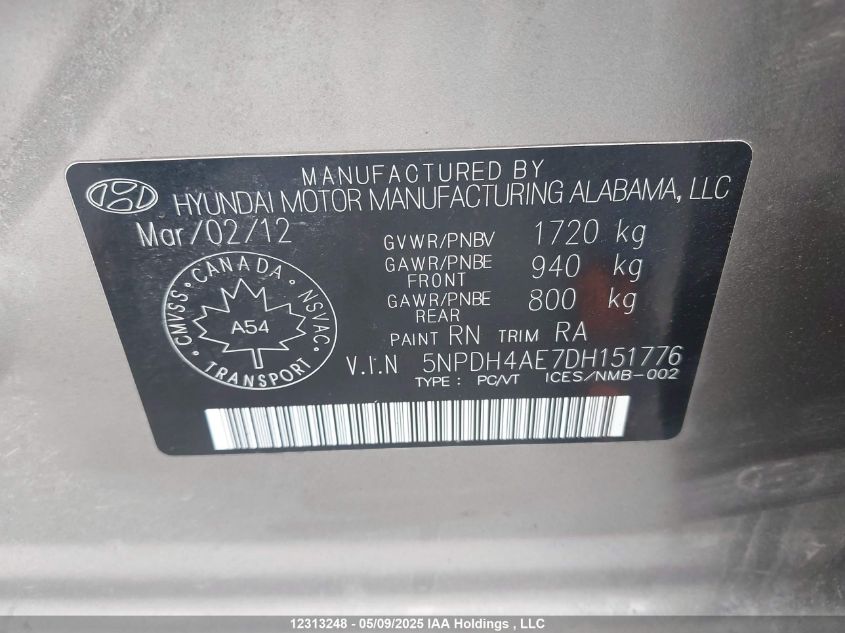 MANUFACTURED BY
HYUNDAI MOTOR MANUFACTURING ALABAMA, LLC
Mar/02/12
GVWR/PNBV 1720 kg
GAWR/PNBE FRONT 940 kg
GAWR/PNBE REAR 800 kg
PAINT RN TRIM RA
V.I.N 5NPDH4AE7DH151776
TYPE : PC/VT ICES/NMB-002
CMVSS · CANADA · NSVAC
A54
TRANSPORT
12313248 - 05/09/2025 IAA Holdings , LLC